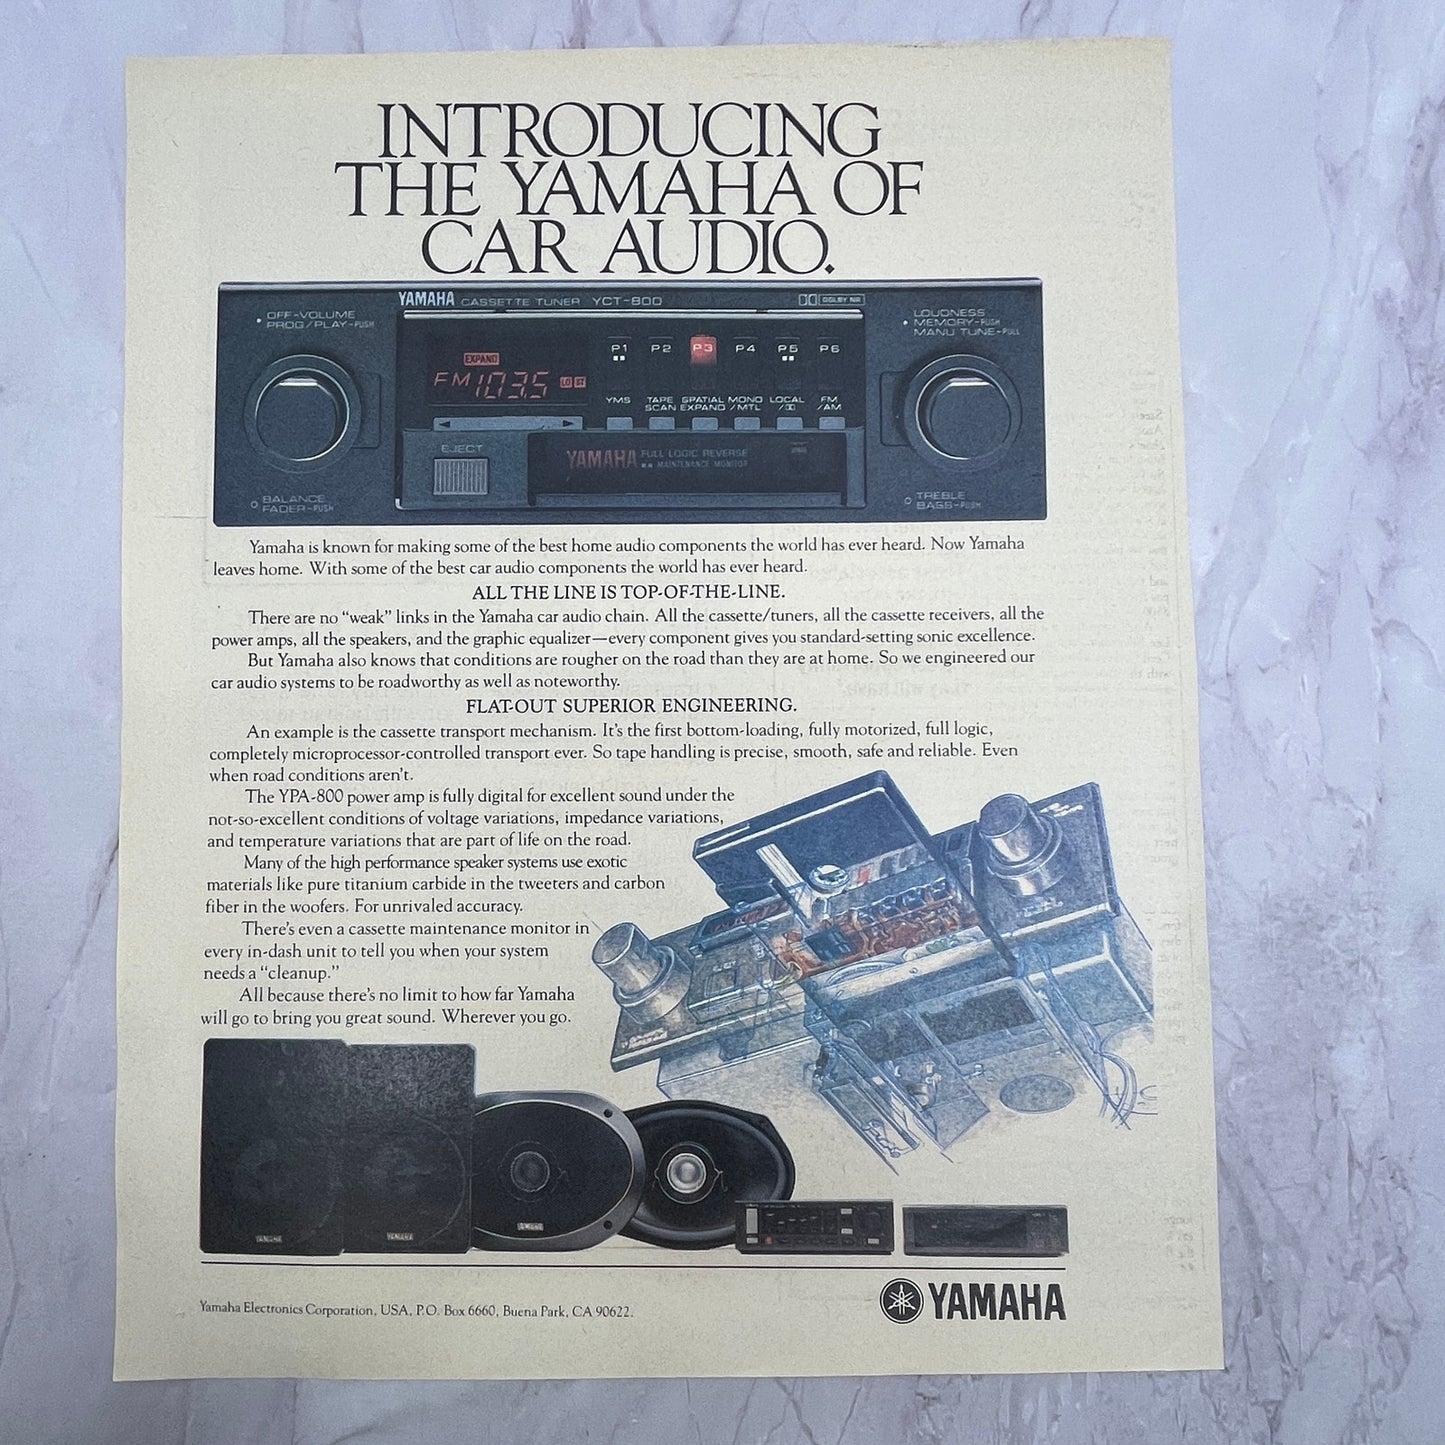 INTRODUCING
THE YAMAHA OF
CAR AUDIO.
YAMAHA CASSETTE TUNER YCT-800
DOLBY NR
OFF-VOLUME
PROG/PLAY-PUSH
LOUDNESS
MEMORY-PUSH
MANU TUNE-PULL
P1 P2 P3 P4 P5 P6
EXPAND
FM 103.5 LO ST
YMS TAPE SCAN SPATIAL EXPAND MONO /MTL LOCAL FM /AM
EJECT
YAMAHA FULL LOGIC REVERSE
MAINTENANCE MONITOR
BALANCE
FADER-PUSH
TREBLE
BASS-PUSH
Yamaha is known for making some of the best home audio components the world has ever heard. Now Yamaha
leaves home. With some of the best car audio components the world has ever heard.
ALL THE LINE IS TOP-OF-THE-LINE.
There are no “weak” links in the Yamaha car audio chain. All the cassette/tuners, all the cassette receivers, all the
power amps, all the speakers, and the graphic equalizer—every component gives you standard-setting sonic excellence.
But Yamaha also knows that conditions are rougher on the road than they are at home. So we engineered our
car audio systems to be roadworthy as well as noteworthy.
FLAT-OUT SUPERIOR ENGINEERING.
An example is the cassette transport mechanism. It’s the first bottom-loading, fully motorized, full logic,
completely microprocessor-controlled transport ever. So tape handling is precise, smooth, safe and reliable. Even
when road conditions aren’t.
The YPA-800 power amp is fully digital for excellent sound under the
not-so-excellent conditions of voltage variations, impedance variations,
and temperature variations that are part of life on the road.
Many of the high performance speaker systems use exotic
materials like pure titanium carbide in the tweeters and carbon
fiber in the woofers. For unrivaled accuracy.
There’s even a cassette maintenance monitor in
every in-dash unit to tell you when your system
needs a “cleanup.”
All because there’s no limit to how far Yamaha
will go to bring you great sound. Wherever you go.
YAMAHA
YAMAHA
YAMAHA
Yamaha Electronics Corporation, USA, P.O. Box 6660, Buena Park, CA 90622.
YAMAHA